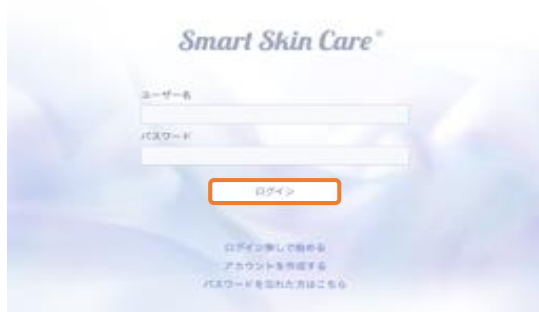 Smart Skin Care®
ユーザー名
パスワード
ログイン
ログイン無しで始める
アカウントを作成する
パスワードを忘れた方はこちら